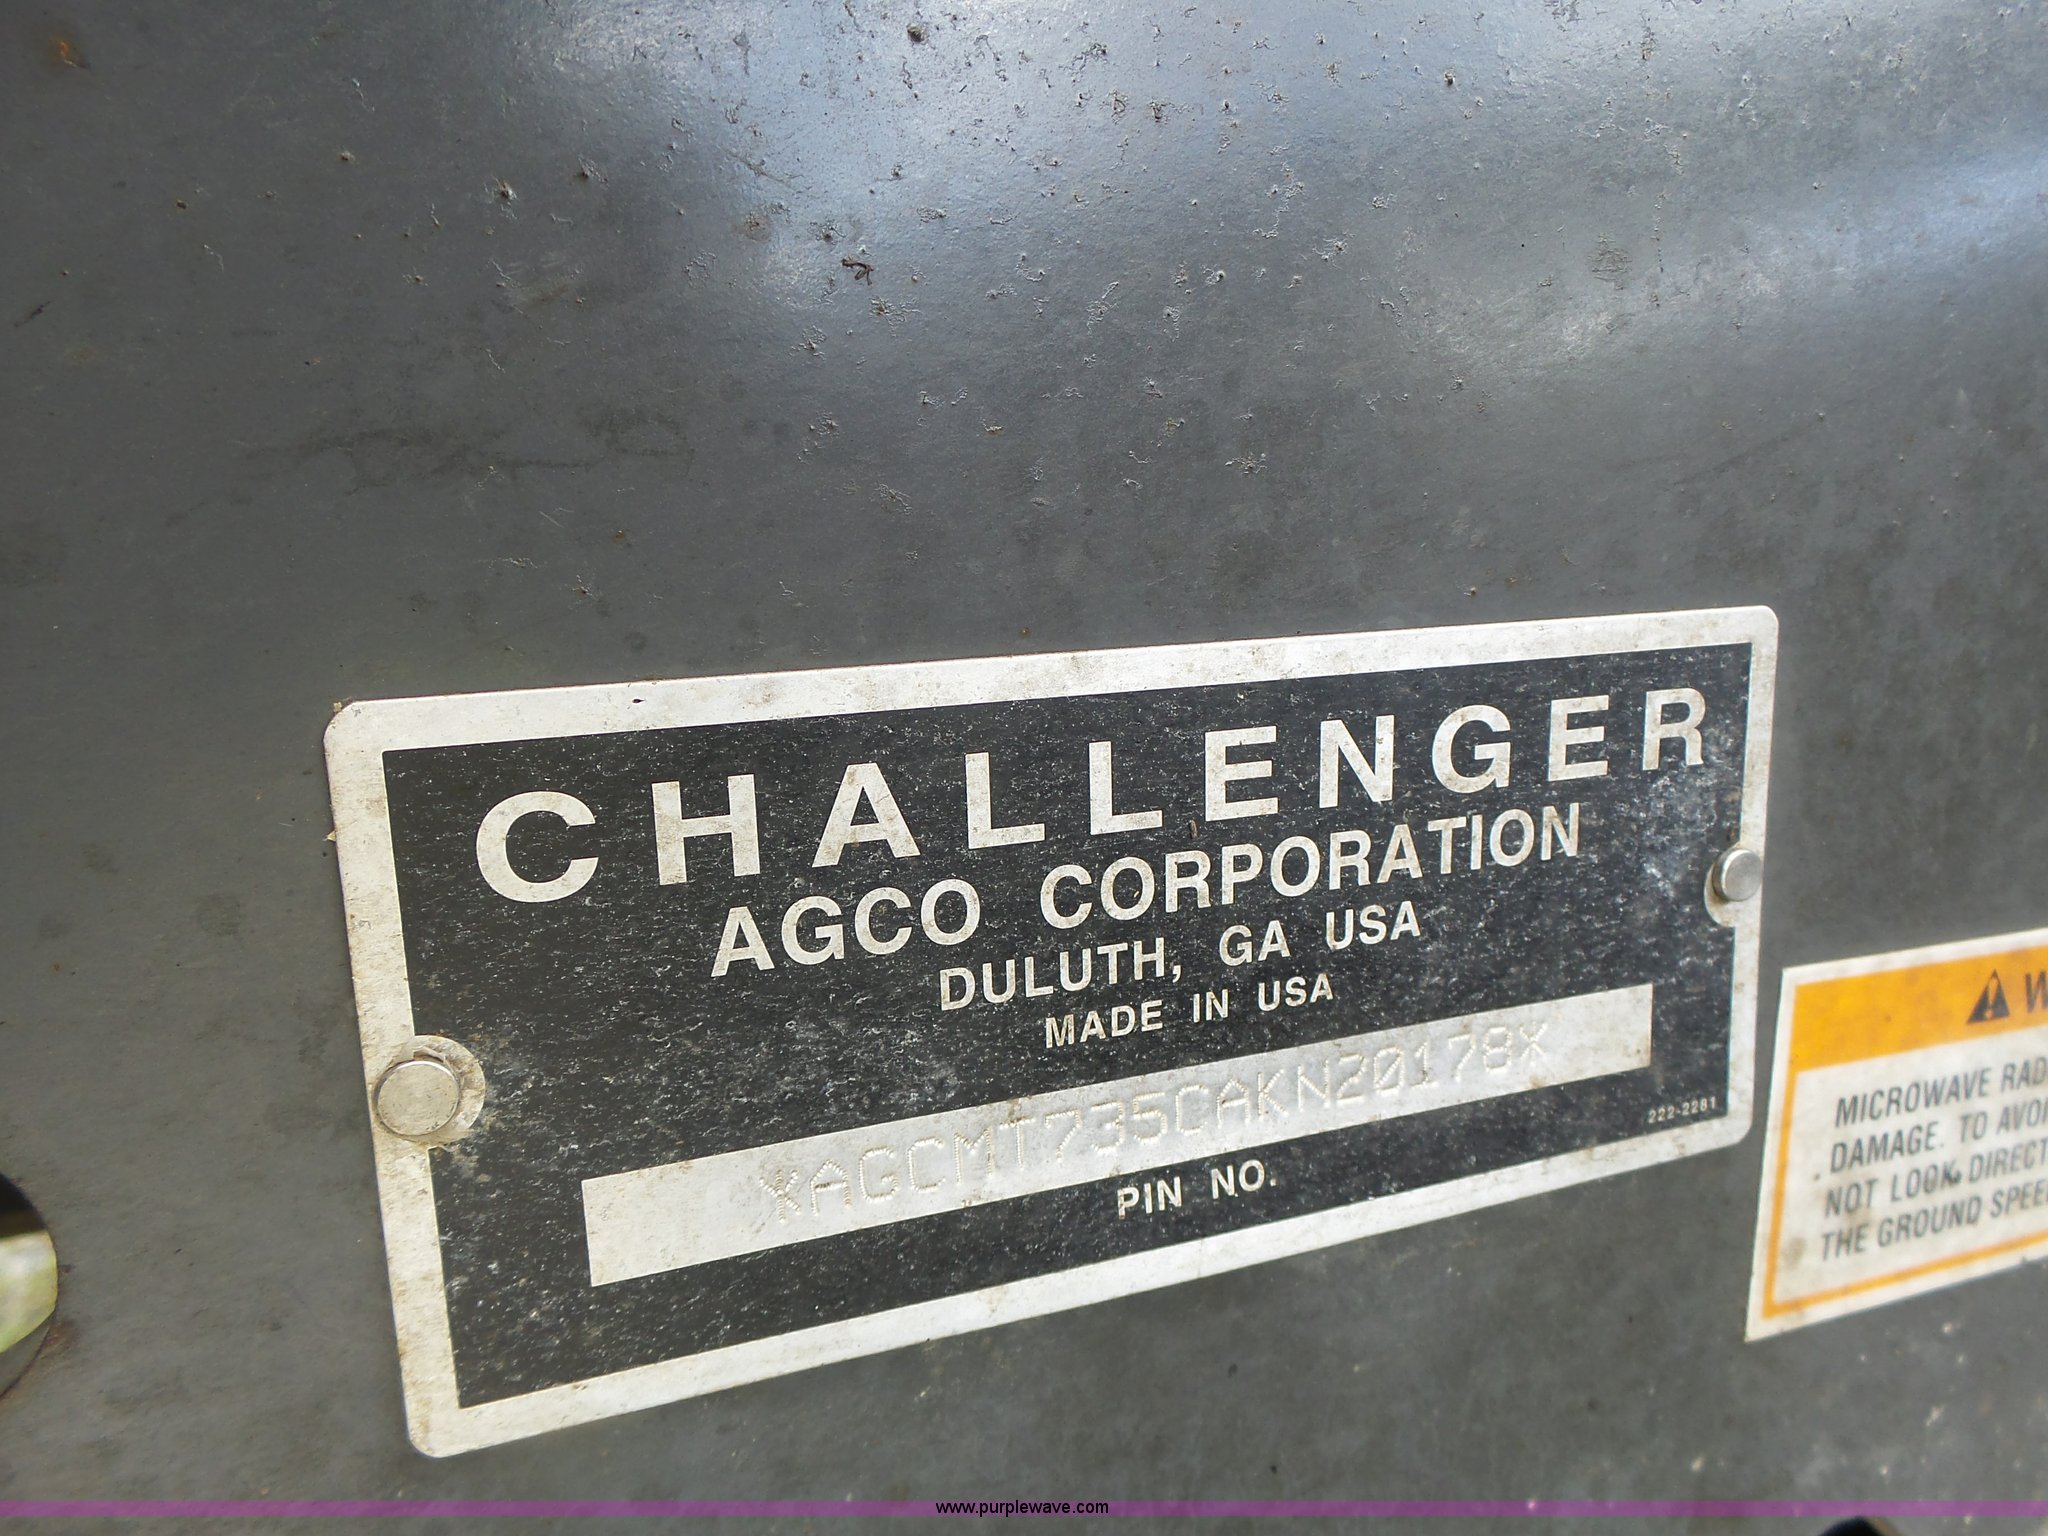 CHALLENGER
AGCO CORPORATION
DULUTH, GA USA
MADE IN USA
XAGCMT735CAKN20178X
222-2281
PIN NO.
MICROWAVE RAD
DAMAGE. TO AVOI
NOT LOOK DIRECT
THE GROUND SPEE
www.purplewave.com